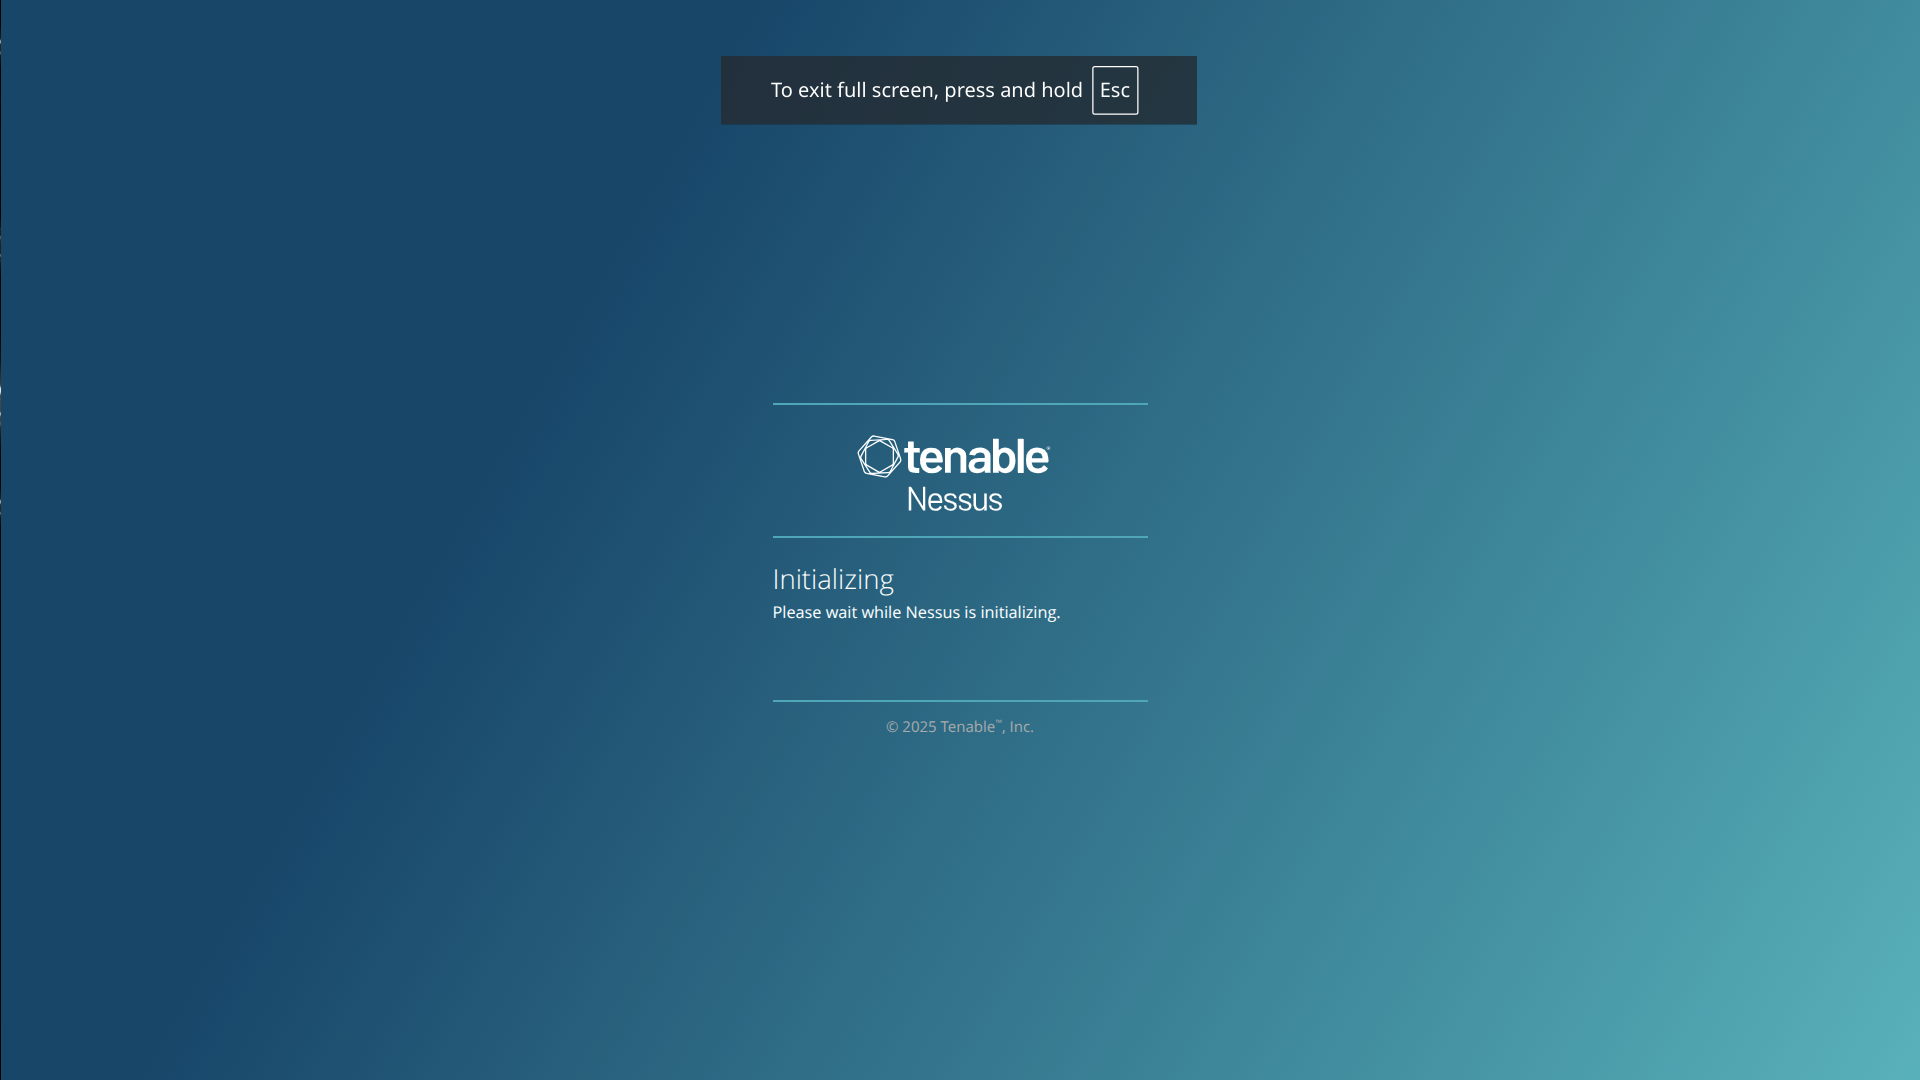 To exit full screen, press and hold Esc
tenable
Nessus
Initializing
Please wait while Nessus is initializing.
© 2025 Tenable™, Inc.